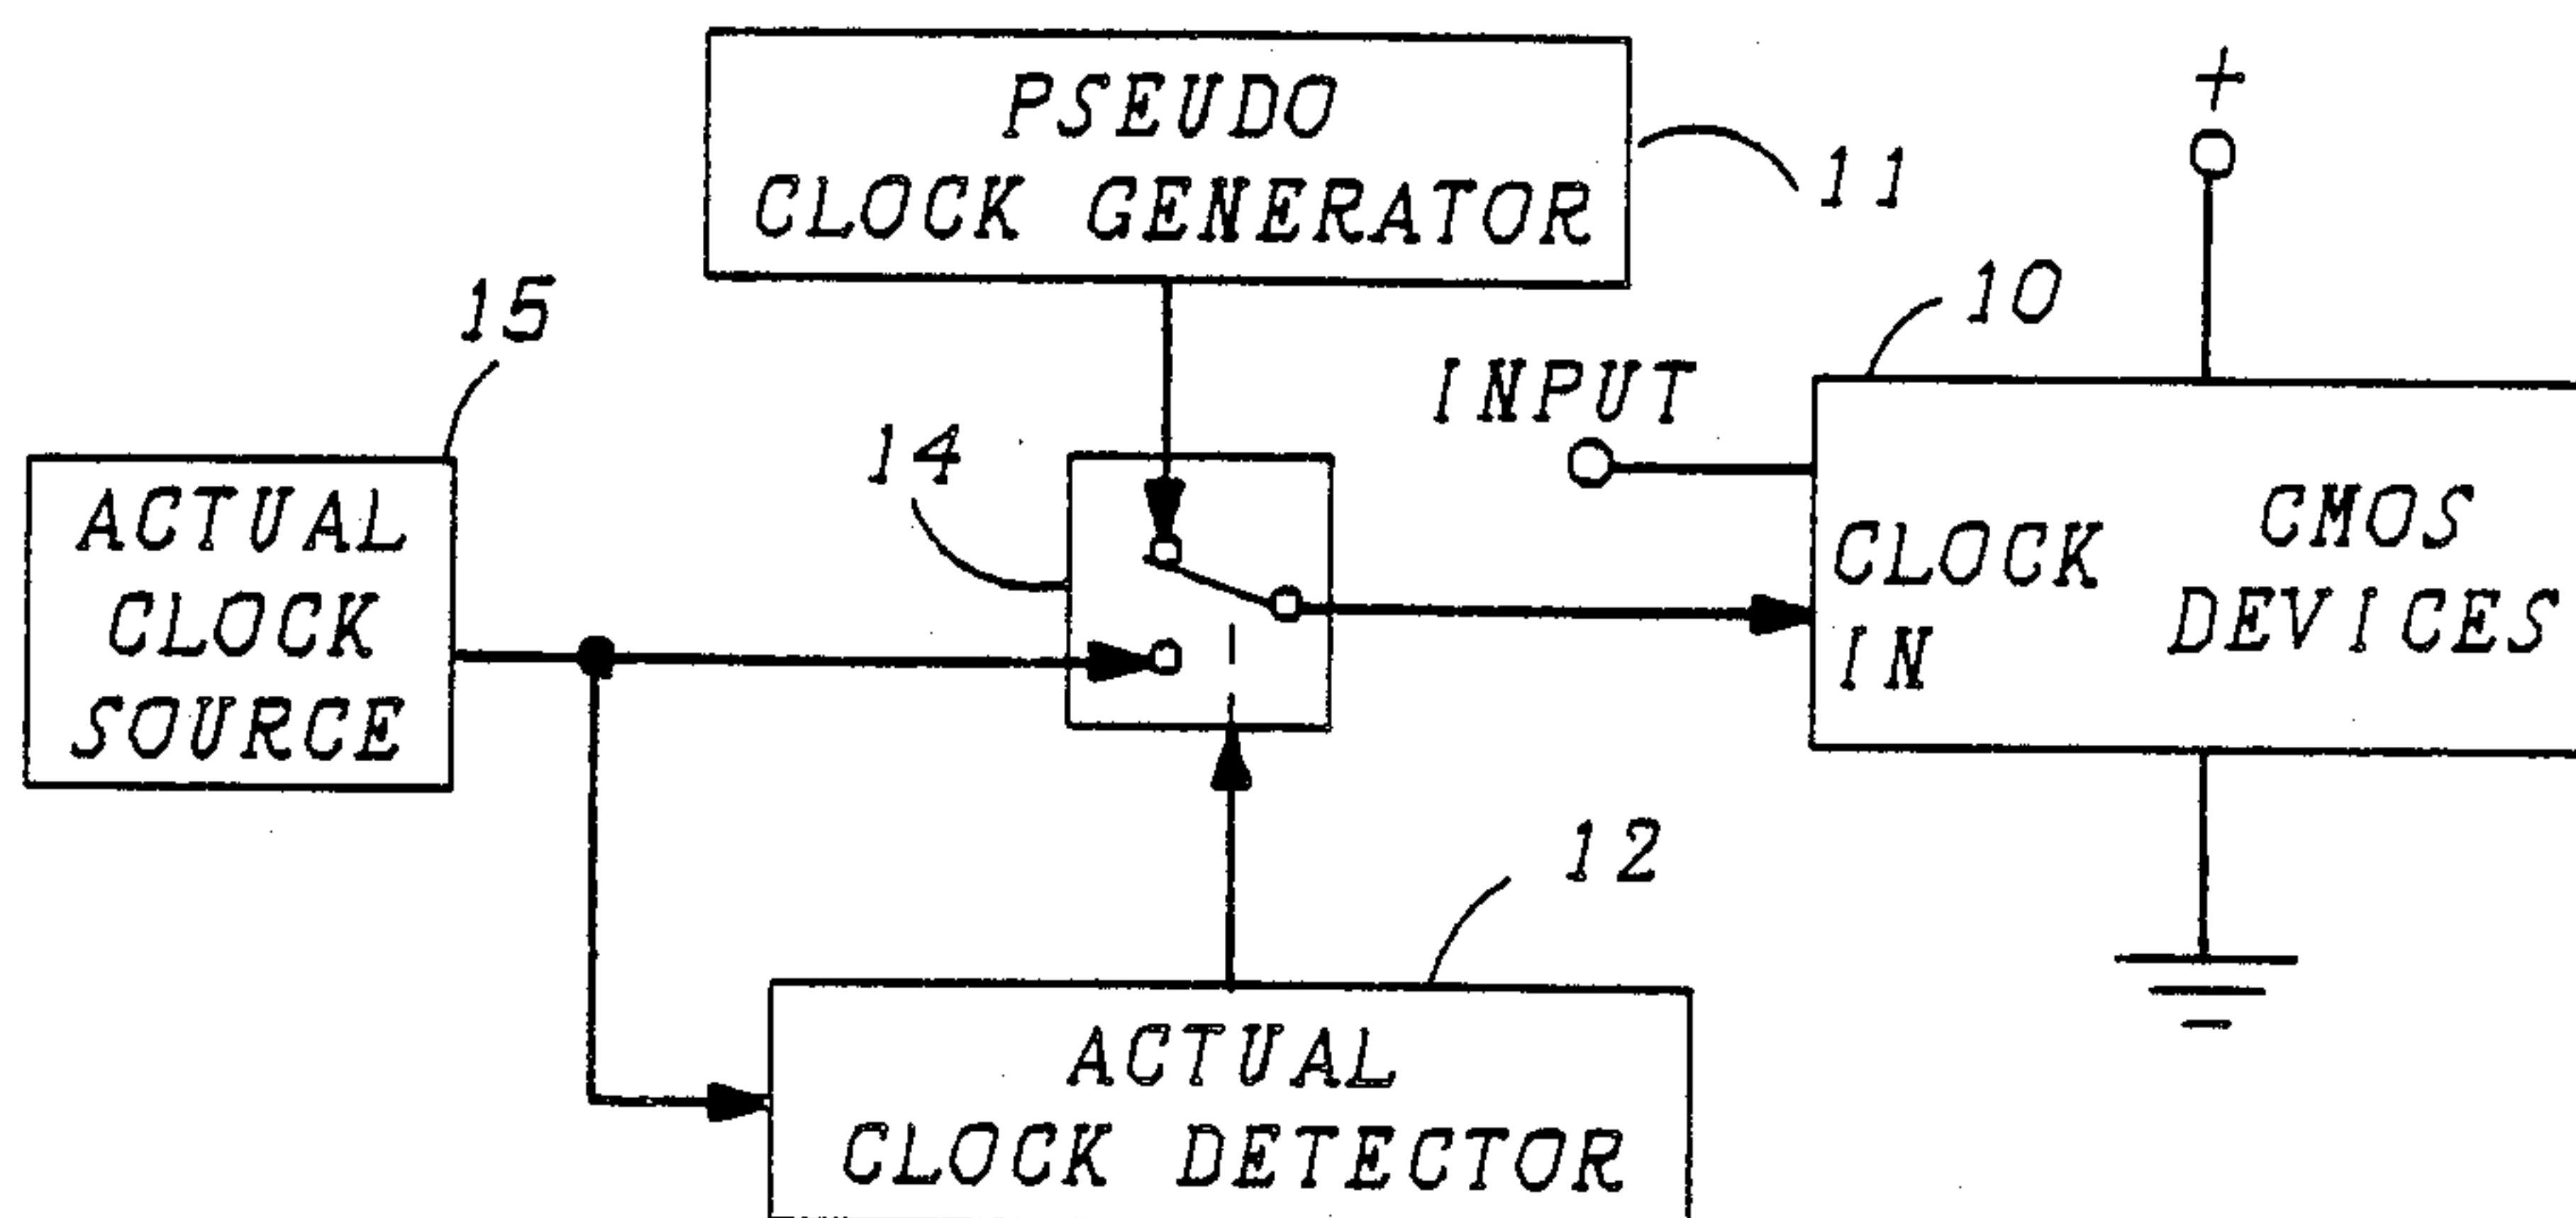 PSEUDO
CLOCK GENERATOR
11
+
15
10
INPUT
14
ACTUAL
CLOCK
SOURCE
CLOCK
IN
CMOS
DEVICES
12
ACTUAL
CLOCK DETECTOR